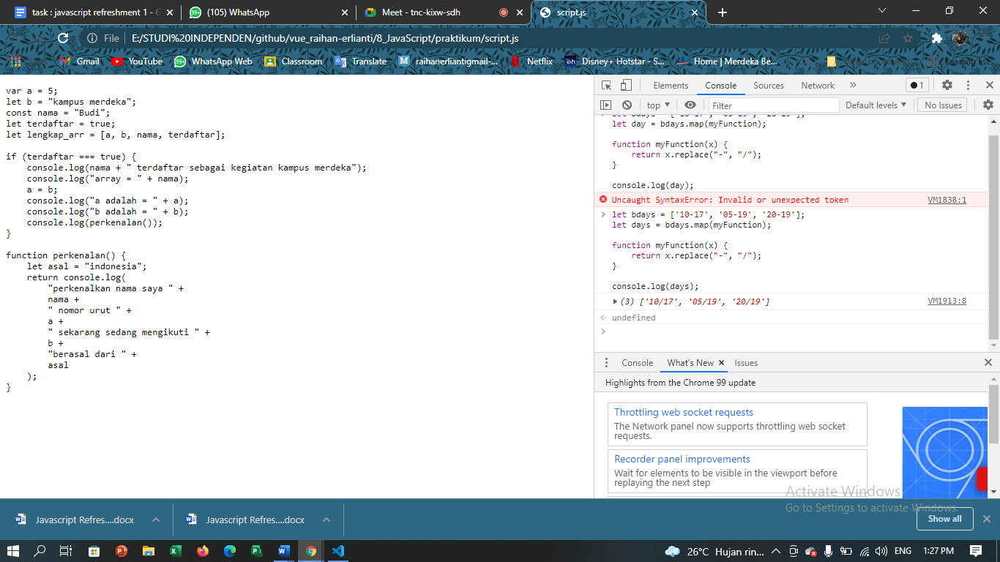 task : javascript refreshment 1 - G
(105) WhatsApp
Meet - tnc-kixw-sdh
script.js
File | E:/STUDI%20INDEPENDEN/github/vue_raihan-erlianti/8_JavaScript/praktikum/script.js
Gmail
YouTube
99+
WhatsApp Web
Classroom
Translate
raihanerliantigmail-...
Netflix
Disney+ Hotstar - S...
Home | Merdeka Be...
var a = 5;
let b = "kampus merdeka";
const nama = "Budi";
let terdaftar = true;
let lengkap_arr = [a, b, nama, terdaftar];
if (terdaftar === true) {
console.log(nama + " terdaftar sebagai kegiatan kampus merdeka");
console.log("array = " + nama);
a = b;
console.log("a adalah = " + a);
console.log("b adalah = " + b);
console.log(perkenalan());
}
function perkenalan() {
let asal = "indonesia";
return console.log(
"perkenalkan nama saya " +
nama +
" nomor urut " +
a +
" sekarang sedang mengikuti " +
b +
"berasal dari " +
asal
);
}
Elements
Console
Sources
Network
1
top
Filter
Default levels
No Issues
let day = bdays.map(myFunction);
function myFunction(x) {
return x.replace("-", "/");
}
console.log(day);
Uncaught SyntaxError: Invalid or unexpected token VM1838:1
let bdays = ['10-17', '05-19', '20-19'];
let days = bdays.map(myFunction);
function myFunction(x) {
return x.replace("-", "/");
}
console.log(days);
(3) ['10/17', '05/19', '20/19'] VM1913:8
undefined
Console
What's New
Issues
Highlights from the Chrome 99 update
Throttling web socket requests
The Network panel now supports throttling web socket
requests.
Recorder panel improvements
Wait for elements to be visible in the viewport before
replaying the next step
Activate Windows
Go to Settings to activate Windows.
Javascript Refres....docx
Javascript Refres....docx
Show all
26°C Hujan rin...
ENG
1:27 PM